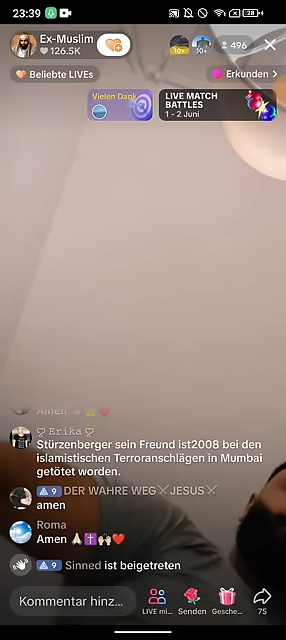 23:39
28
Ex-Muslim
126.5K
10+
10+
496
Beliebte LIVEs
Erkunden >
Vielen Dank
LIVE MATCH
BATTLES
1 - 2 Juni
Amen
ღ Erika ღ
Stürzenberger sein Freund ist2008 bei den
islamistischen Terroranschlägen in Mumbai
getötet worden.
9 DER WAHRE WEG⚔JESUS⚔
amen
Roma
Amen 🙏🏻✝️🙌🏻❤️
9 Sinned ist beigetreten
Kommentar hinz...
LIVE mi...
Senden
Gesche...
75